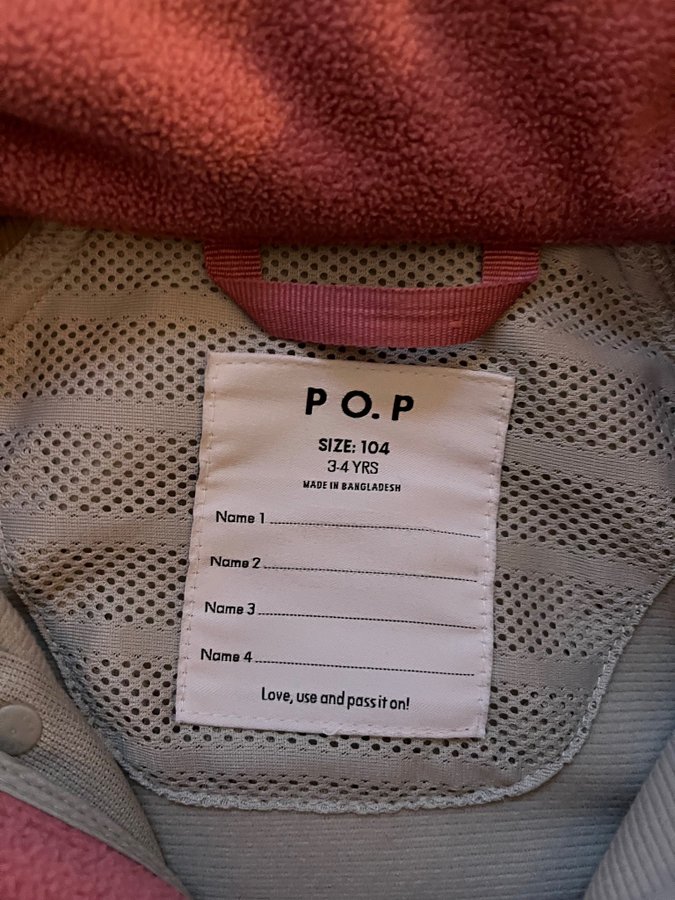 PO.P
SIZE: 104
3-4 YRS
MADE IN BANGLADESH
Name 1
Name 2
Name 3
Name 4
Love, use and pass it on!